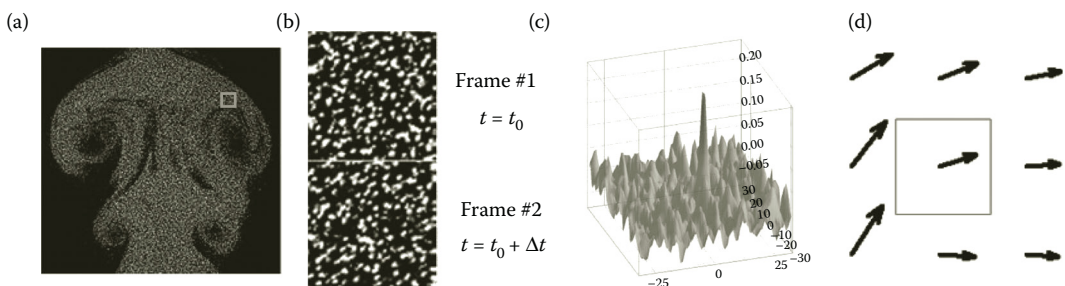 (a)
(b)
Frame #1
t = t₀
Frame #2
t = t₀ + Δt
(c)
0.20
0.15
0.10
0.05
0.00
−0.05
30
20
10
0
−10
−20
−30
−25
0
25
(d)